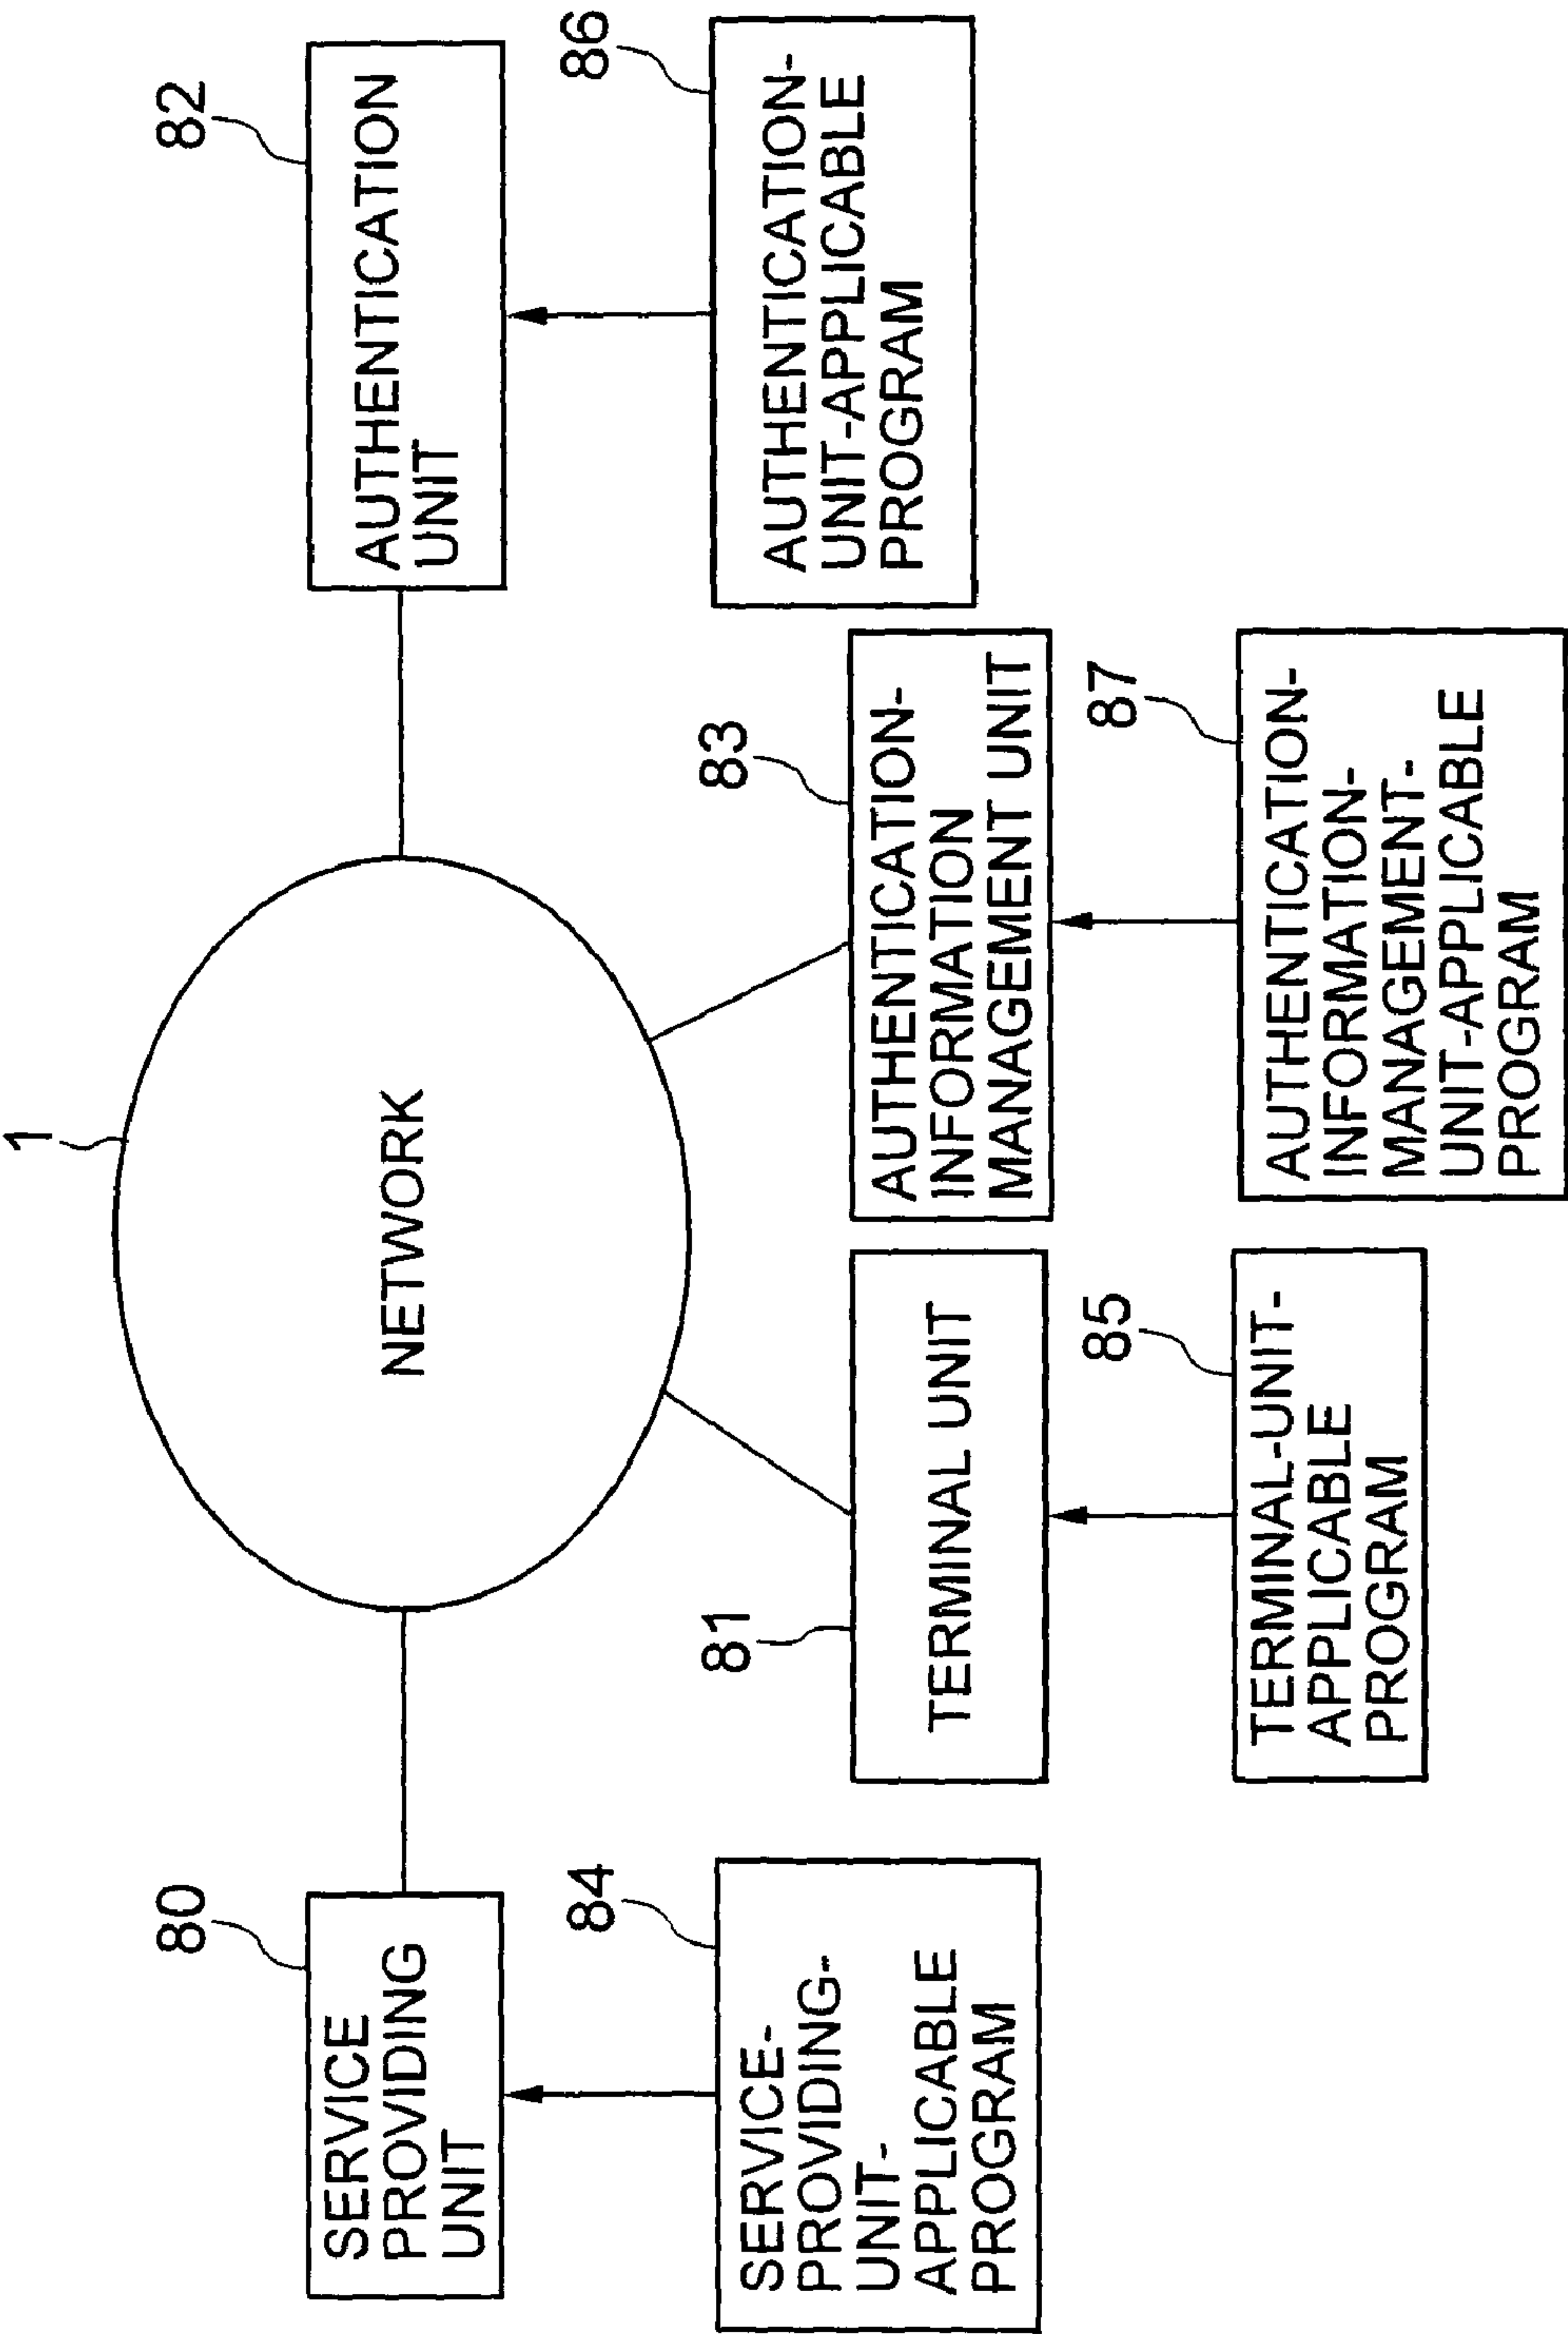 1
NETWORK
80
SERVICE
PROVIDING
UNIT
82
AUTHENTICATION
UNIT
84
SERVICE-
PROVIDING-
UNIT-
APPLICABLE
PROGRAM
81
TERMINAL UNIT
83
AUTHENTICATION-
INFORMATION
MANAGEMENT UNIT
86
AUTHENTICATION-
UNIT-APPLICABLE
PROGRAM
85
TERMINAL-UNIT-
APPLICABLE
PROGRAM
87
AUTHENTICATION-
INFORMATION-
MANAGEMENT-
UNIT-APPLICABLE
PROGRAM